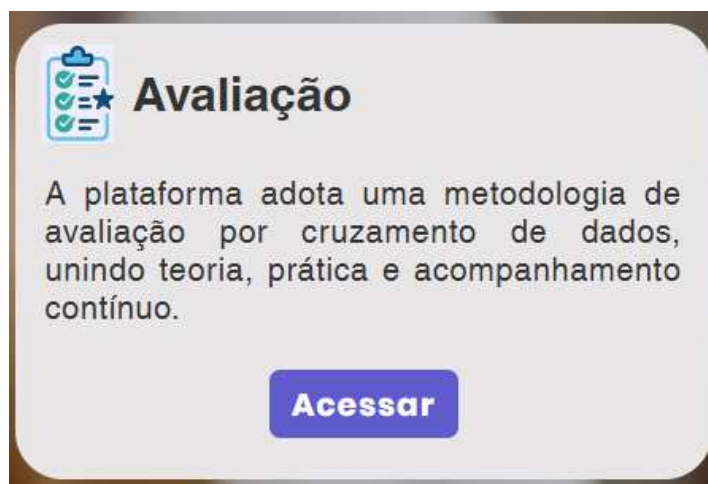 Avaliação
A plataforma adota uma metodologia de
avaliação por cruzamento de dados,
unindo teoria, prática e acompanhamento
contínuo.
Acessar